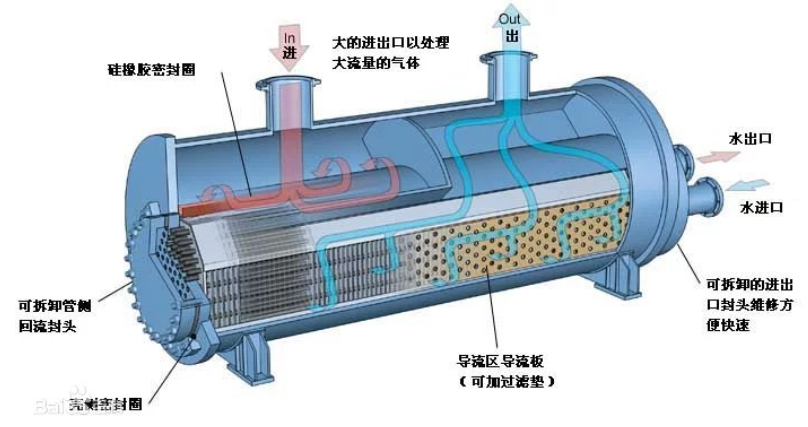 In
进
Out
出
大的进出口以处理
大流量的气体
硅橡胶密封圈
水出口
水进口
可拆卸管侧
回流封头
可拆卸的进出
口封头维修方
便快速
导流区导流板
（可加过滤垫）
壳侧密封圈